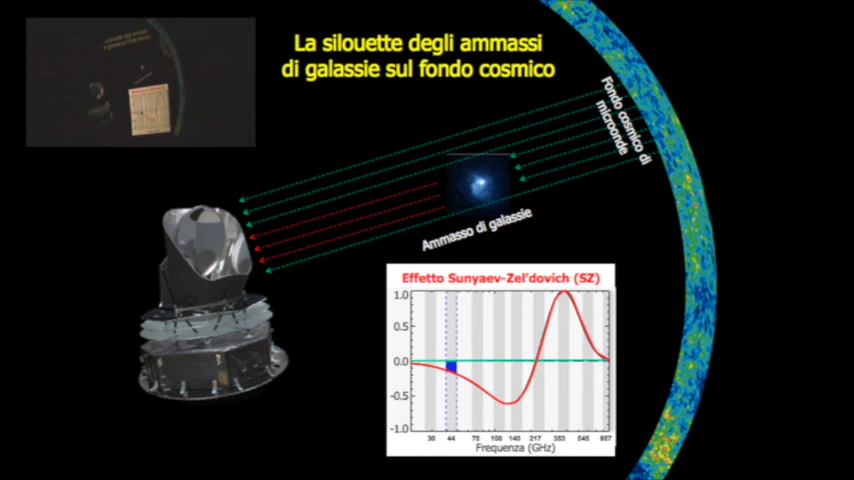 La silouette degli ammassi
di galassie sul fondo cosmico
Fondo cosmico di
microonde
Ammasso di galassie
Effetto Sunyaev-Zel'dovich (SZ)
1.0
0.5
0.0
-0.5
-1.0
30 44 70 100 140 217 353 545 857
Frequenza (GHz)